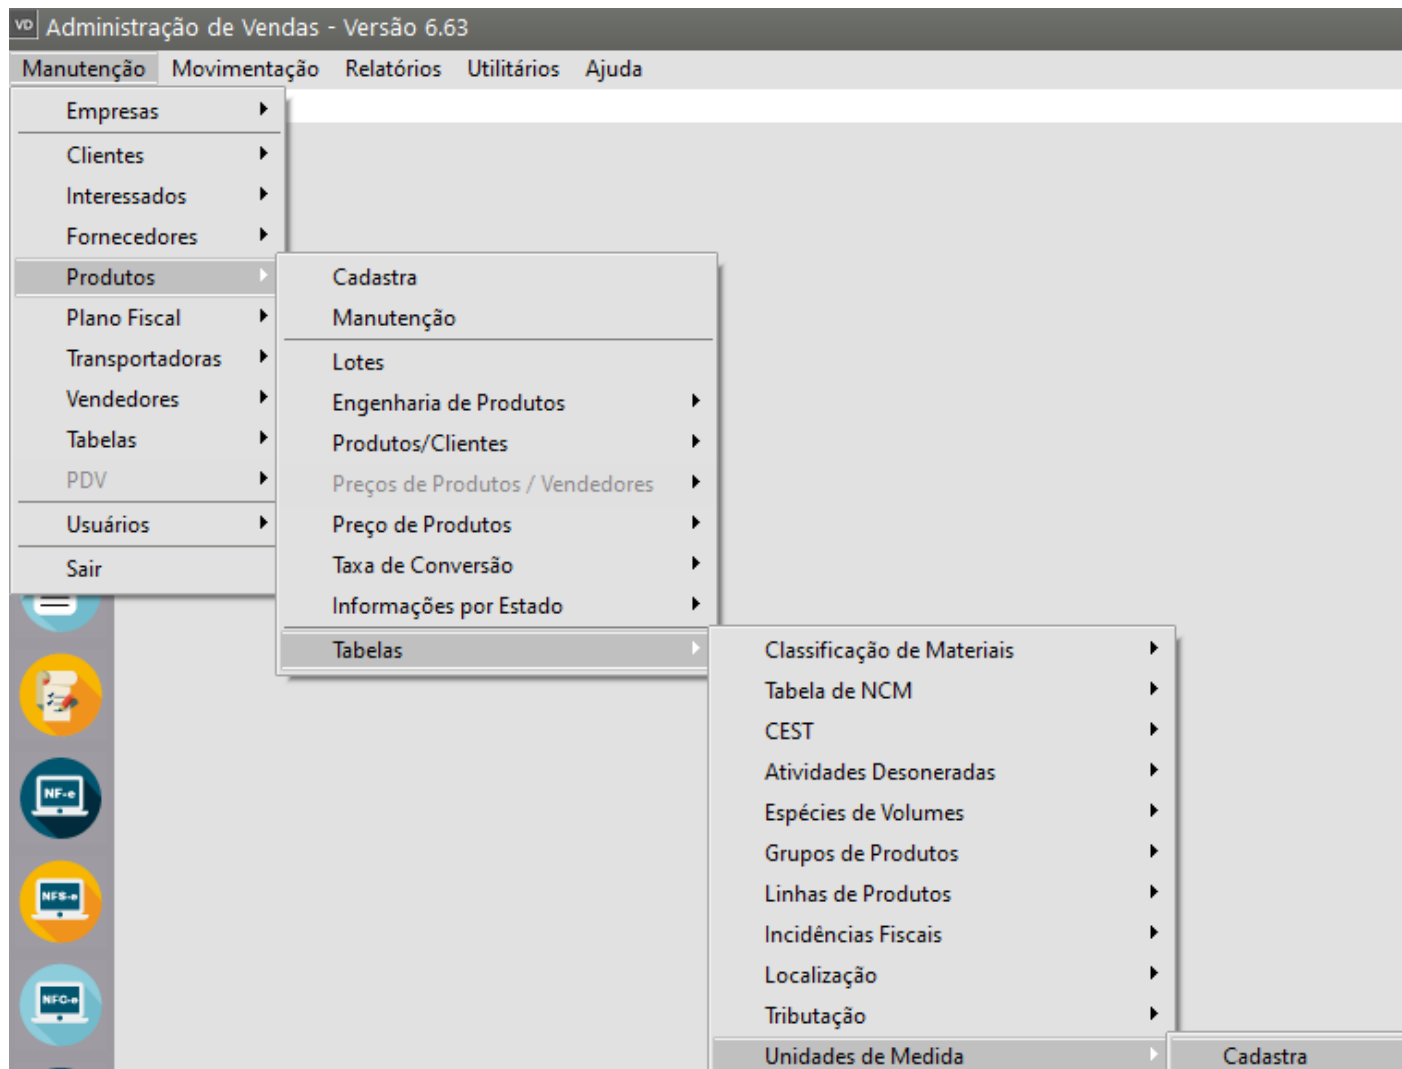 VD Administração de Vendas - Versão 6.63
Manutenção Movimentação Relatórios Utilitários Ajuda
Empresas
Clientes
Interessados
Fornecedores
Produtos
Plano Fiscal
Transportadoras
Vendedores
Tabelas
PDV
Usuários
Sair
Cadastra
Manutenção
Lotes
Engenharia de Produtos
Produtos/Clientes
Preços de Produtos / Vendedores
Preço de Produtos
Taxa de Conversão
Informações por Estado
Tabelas
Classificação de Materiais
Tabela de NCM
CEST
Atividades Desoneradas
Espécies de Volumes
Grupos de Produtos
Linhas de Produtos
Incidências Fiscais
Localização
Tributação
Unidades de Medida
Cadastra
NF-e
NFS-e
NFC-e